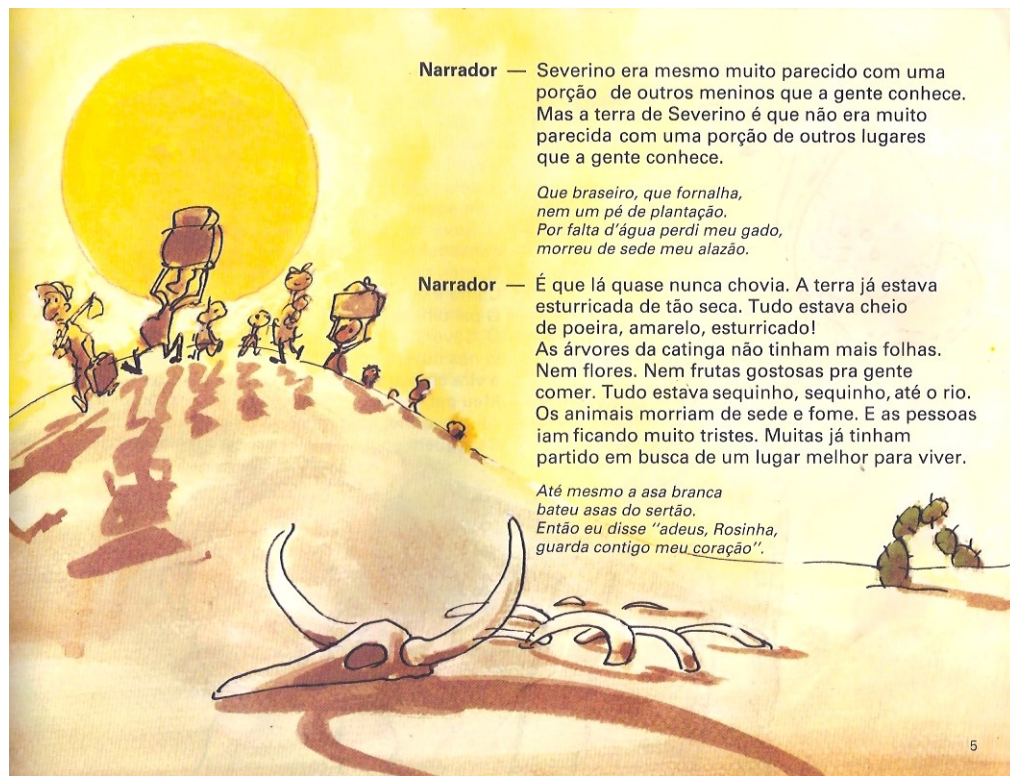 Narrador — Severino era mesmo muito parecido com uma
porção de outros meninos que a gente conhece.
Mas a terra de Severino é que não era muito
parecida com uma porção de outros lugares
que a gente conhece.
Que braseiro, que fornalha,
nem um pé de plantação.
Por falta d'água perdi meu gado,
morreu de sede meu alazão.
Narrador — É que lá quase nunca chovia. A terra já estava
esturricada de tão seca. Tudo estava cheio
de poeira, amarelo, esturricado!
As árvores da catinga não tinham mais folhas.
Nem flores. Nem frutas gostosas pra gente
comer. Tudo estava sequinho, sequinho, até o rio.
Os animais morriam de sede e fome. E as pessoas
iam ficando muito tristes. Muitas já tinham
partido em busca de um lugar melhor para viver.
Até mesmo a asa branca
bateu asas do sertão.
Então eu disse "adeus, Rosinha,
guarda contigo meu coração".
5